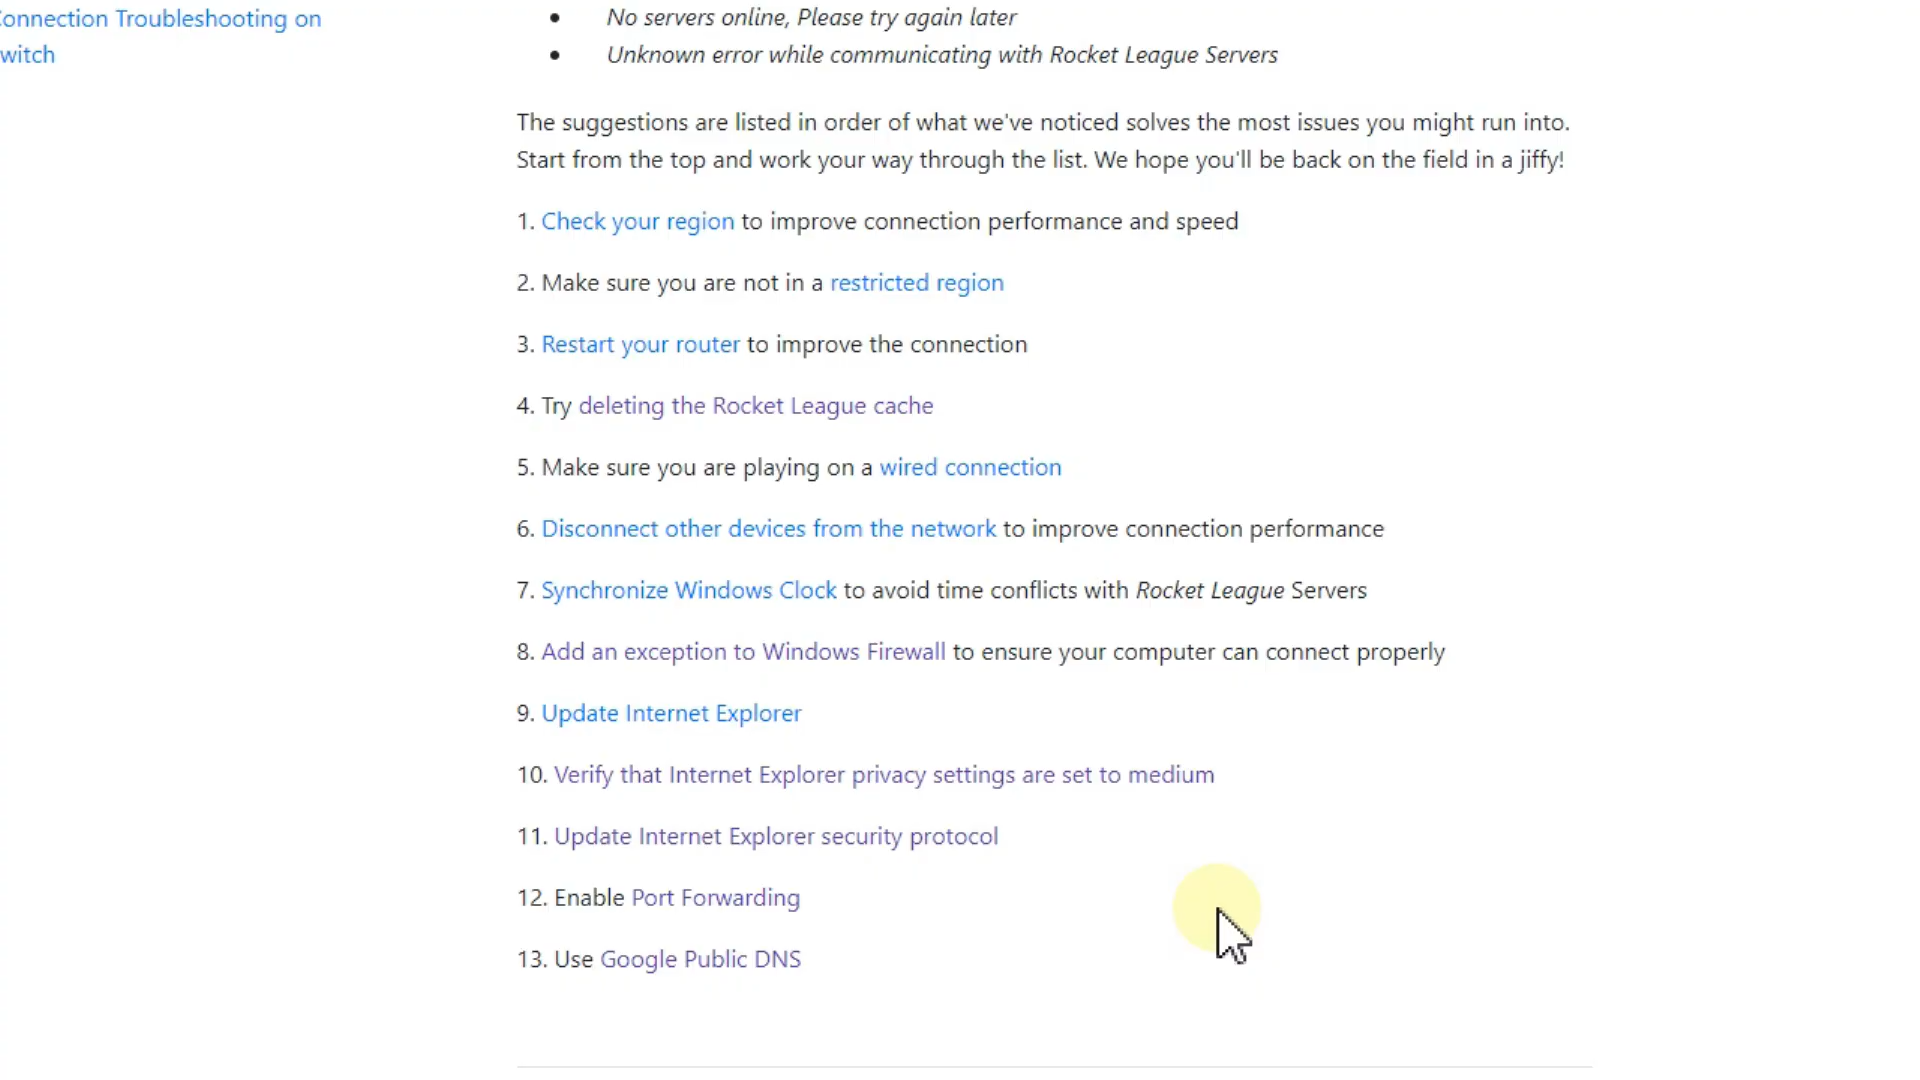 onnection Troubleshooting on
witch
• No servers online, Please try again later
• Unknown error while communicating with Rocket League Servers
The suggestions are listed in order of what we've noticed solves the most issues you might run into.
Start from the top and work your way through the list. We hope you'll be back on the field in a jiffy!
1. Check your region to improve connection performance and speed
2. Make sure you are not in a restricted region
3. Restart your router to improve the connection
4. Try deleting the Rocket League cache
5. Make sure you are playing on a wired connection
6. Disconnect other devices from the network to improve connection performance
7. Synchronize Windows Clock to avoid time conflicts with Rocket League Servers
8. Add an exception to Windows Firewall to ensure your computer can connect properly
9. Update Internet Explorer
10. Verify that Internet Explorer privacy settings are set to medium
11. Update Internet Explorer security protocol
12. Enable Port Forwarding
13. Use Google Public DNS